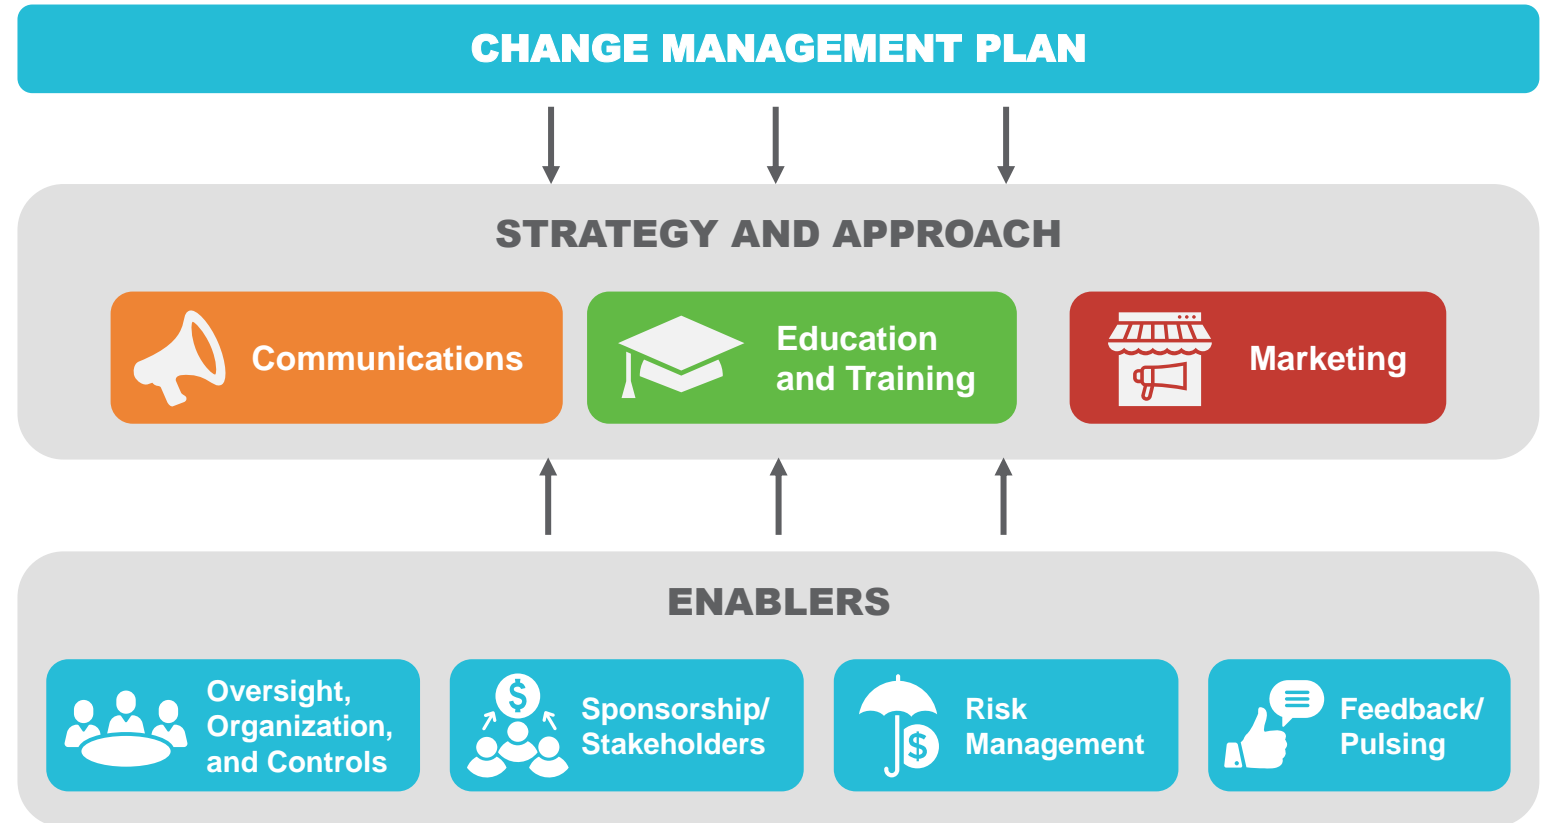 CHANGE MANAGEMENT PLAN
STRATEGY AND APPROACH
Communications
Education
and Training
Marketing
ENABLERS
Oversight,
Organization,
and Controls
$
Sponsorship/
Stakeholders
$
Risk
Management
Feedback/
Pulsing